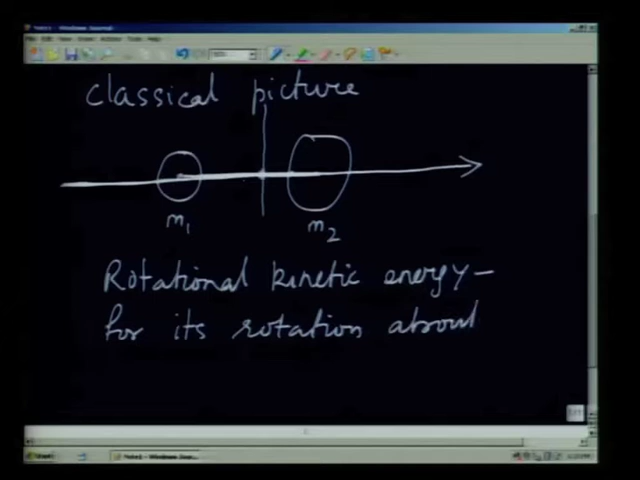 classical picture
m1
m2
Rotational kinetic energy-
for its rotation about